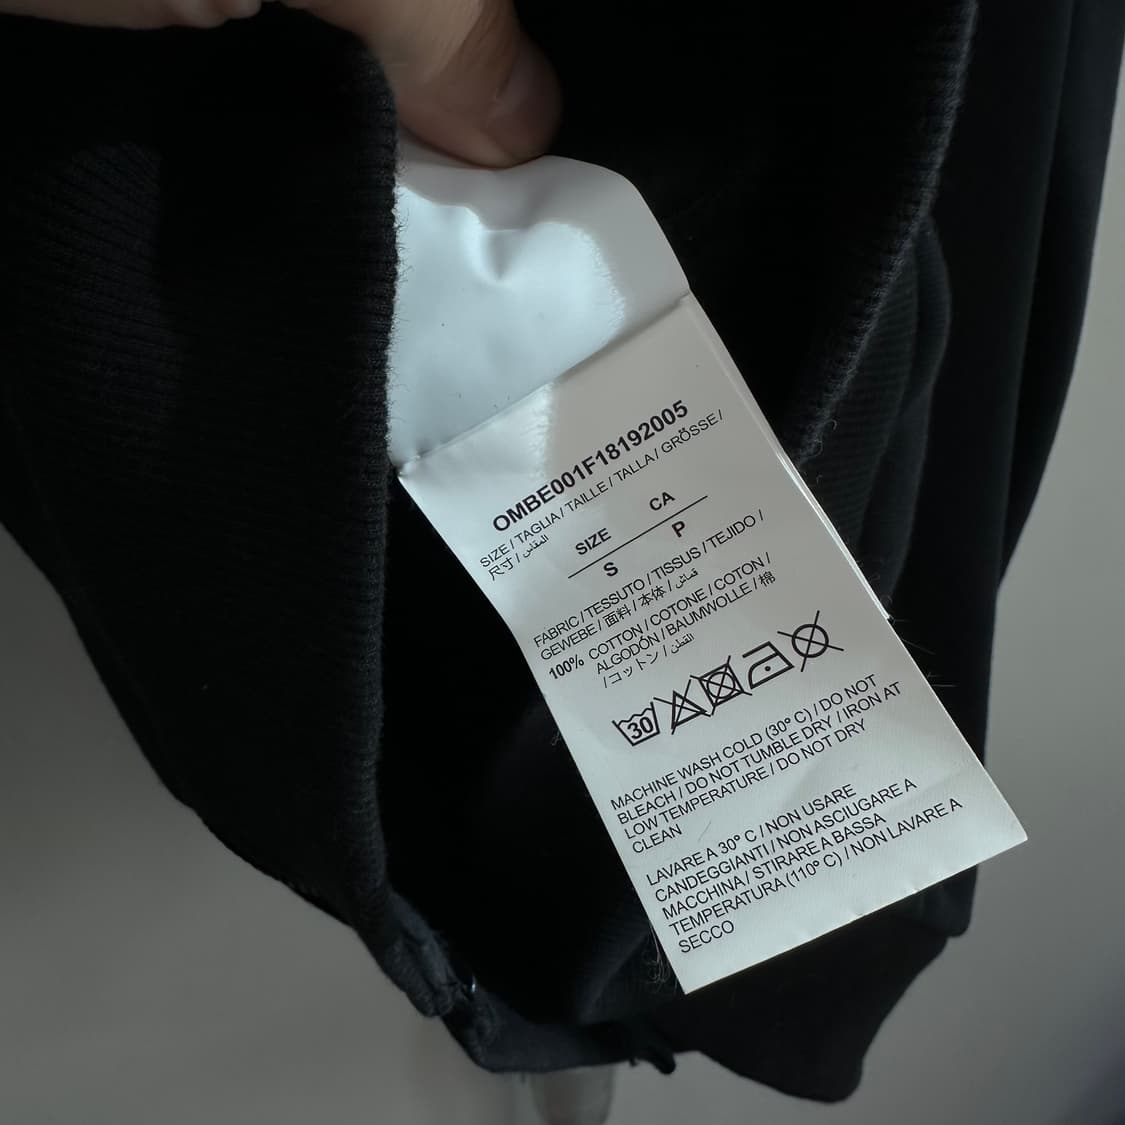 OMBE001F18192005
SIZE / TAGLIA / TAILLE / TALLA / GRÖSSE /
尺寸 / المقاس
SIZE CA
S P
FABRIC / TESSUTO / TISSUS / TEJIDO /
GEWEBE / 面料 / 本体 / قماش
100% COTTON / COTONE / COTON /
ALGODÓN / BAUMWOLLE / 棉
/ コットン / القطن
30
MACHINE WASH COLD (30° C) / DO NOT
BLEACH / DO NOT TUMBLE DRY / IRON AT
LOW TEMPERATURE / DO NOT DRY
CLEAN
LAVARE A 30° C / NON USARE
CANDEGGIANTI / NON ASCIUGARE A
MACCHINA / STIRARE A BASSA
TEMPERATURA (110° C) / NON LAVARE A
SECCO